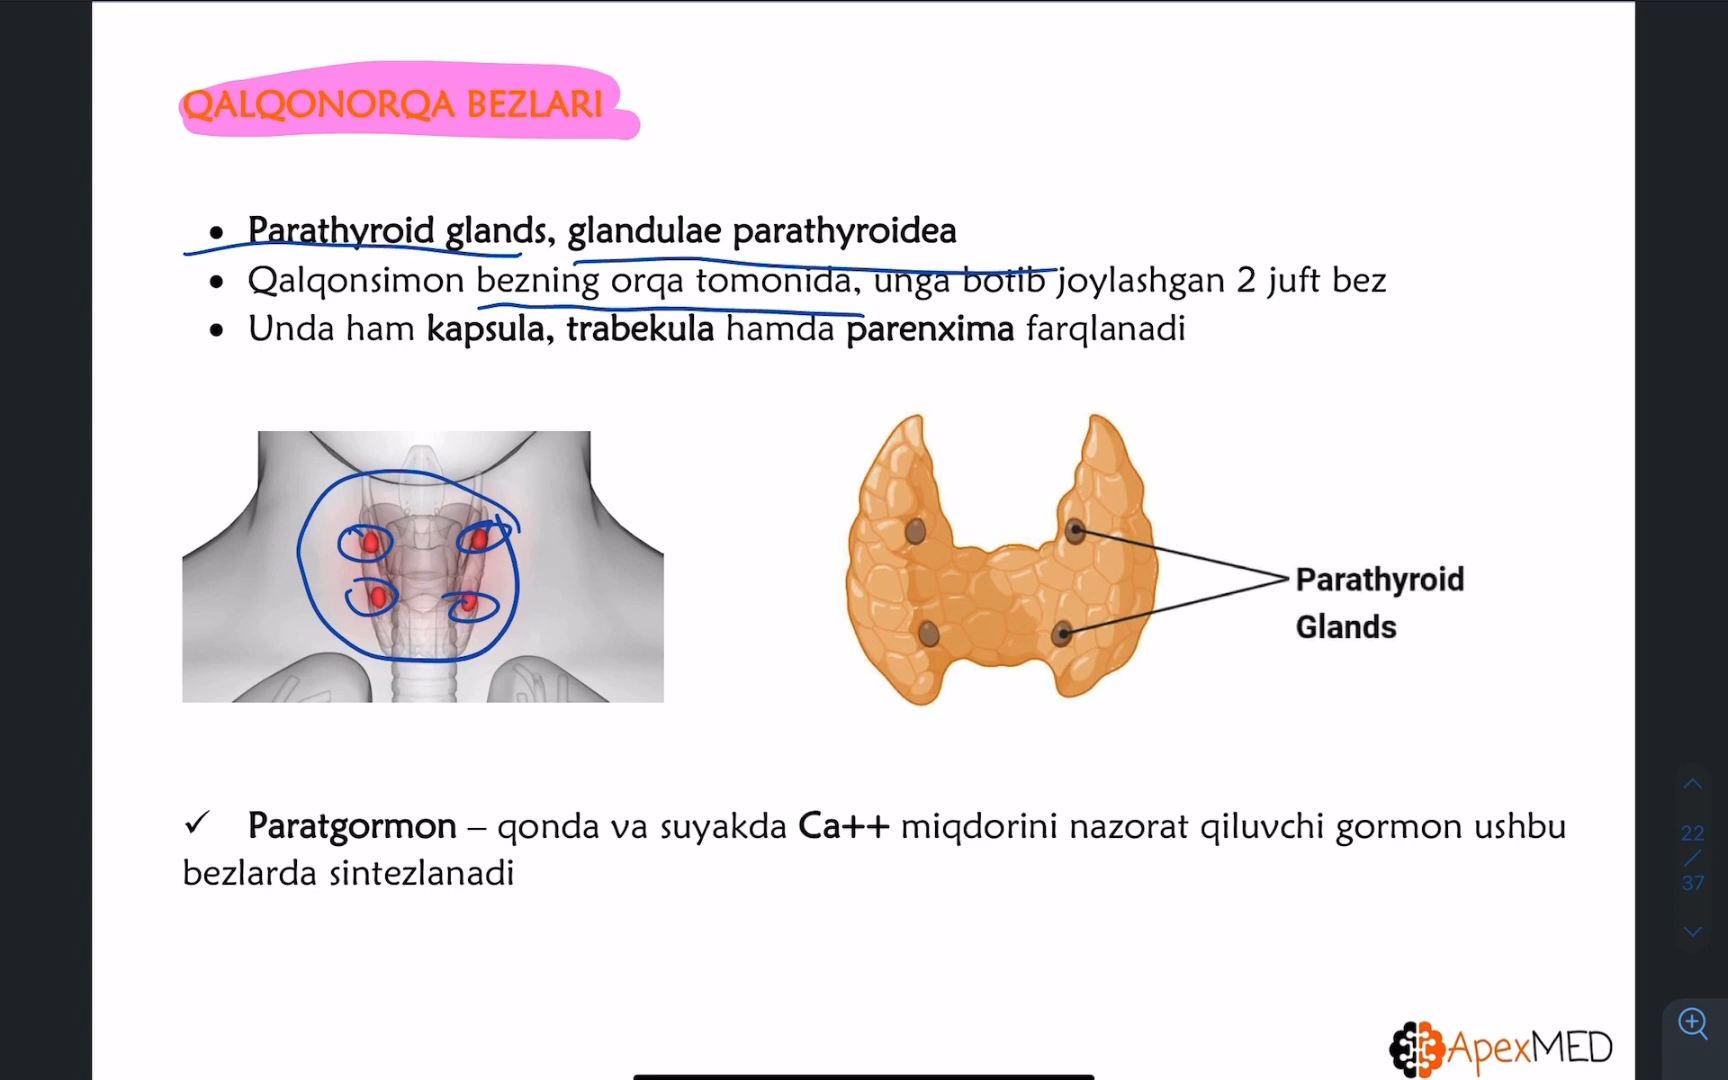 QALQONORQA BEZLARI
• Parathyroid glands, glandulae parathyroidea
• Qalqonsimon bezning orqa tomonida, unga botib joylashgan 2 juft bez
• Unda ham kapsula, trabekula hamda parenxima farqlanadi
Parathyroid
Glands
✓ Paratgormon – qonda va suyakda Ca++ miqdorini nazorat qiluvchi gormon ushbu
bezlarda sintezlanadi
22
/
37
ApexMED